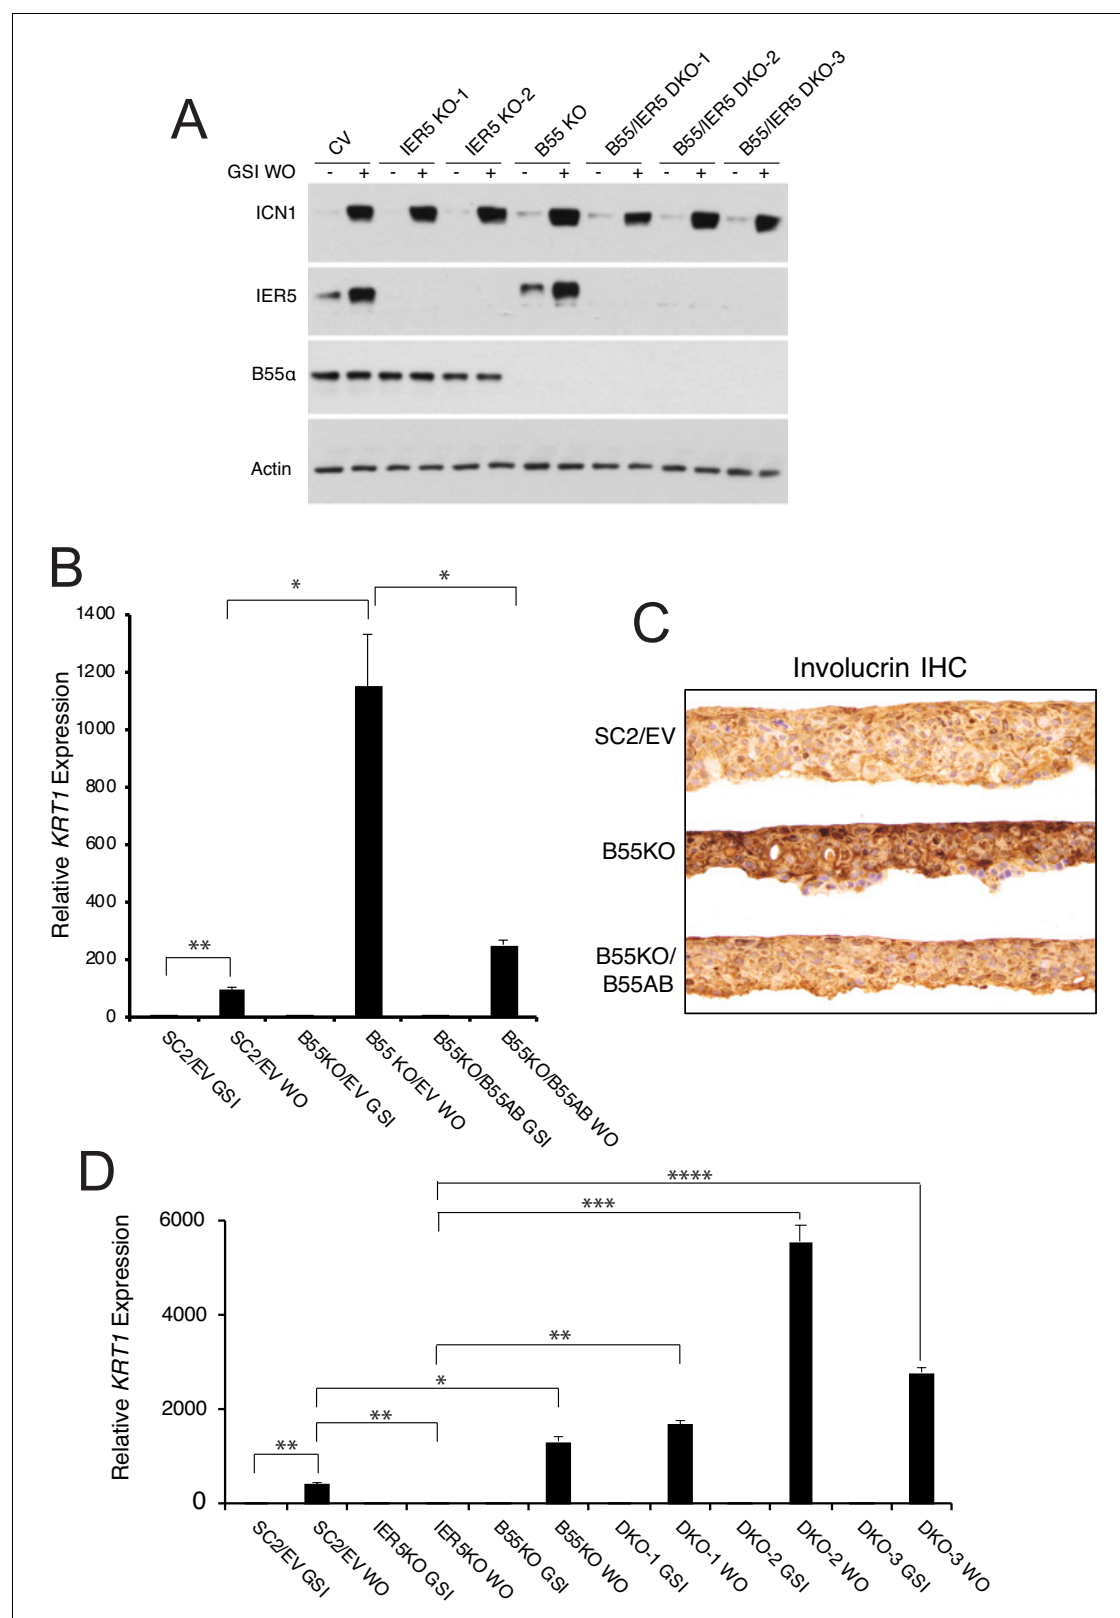 A
CV
IER5 KO-1
IER5 KO-2
B55 KO
B55/IER5 DKO-1
B55/IER5 DKO-2
B55/IER5 DKO-3
GSI WO - + - + - + - + - + - + - +
ICN1
IER5
B55α
Actin
B
Relative KRT1 Expression
1400
1200
1000
800
600
400
200
0
**
*
*
SC2/EV GSI
SC2/EV WO
B55KO/EV GSI
B55 KO/EV WO
B55KO/B55AB GSI
B55KO/B55AB WO
C
Involucrin IHC
SC2/EV
B55KO
B55KO/
B55AB
D
Relative KRT1 Expression
6000
4000
2000
0
**
**
*
**
***
****
SC2/EV GSI
SC2/EV WO
IER5KO GSI
IER5KO WO
B55KO GSI
B55KO WO
DKO-1 GSI
DKO-1 WO
DKO-2 GSI
DKO-2 WO
DKO-3 GSI
DKO-3 WO